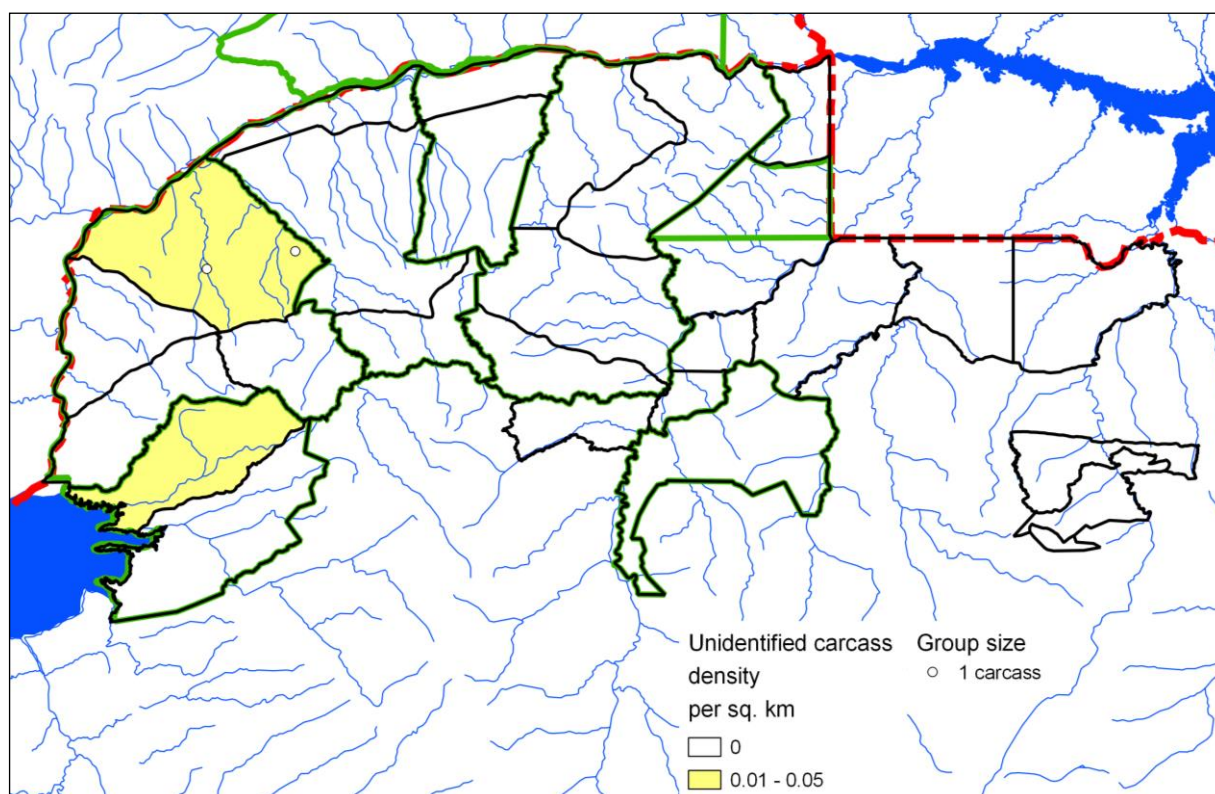 Unidentified carcass
density
per sq. km
0
0.01 - 0.05
Group size
1 carcass